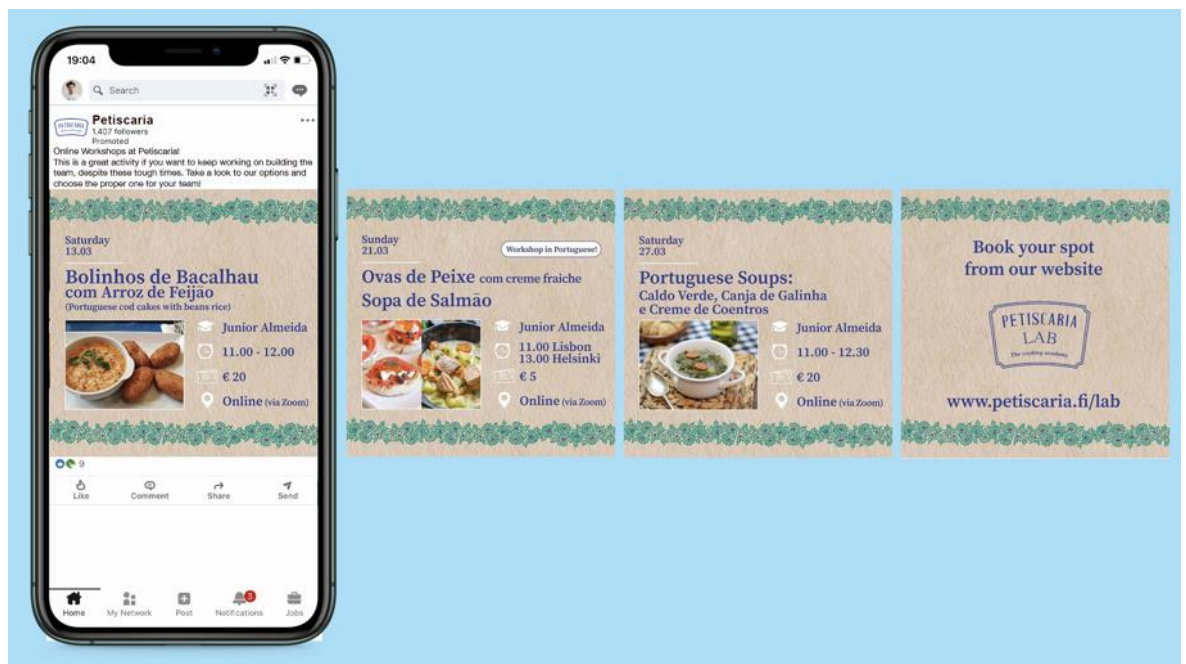 19:04
Search
PETISCARIA
Petiscaria
1,407 followers
Promoted
Online Workshops at Petiscaria!
This is a great activity if you want to keep working on building the
team, despite these tough times. Take a look to our options and
choose the proper one for your team!
Saturday
13.03
Bolinhos de Bacalhau
com Arroz de Feijão
(Portuguese cod cakes with beans rice)
Junior Almeida
11.00 - 12.00
€ 20
Online (via Zoom)
9
Like
Comment
Share
Send
Home
My Network
Post
Notifications
3
Jobs
Sunday
21.03
Workshop in Portuguese!
Ovas de Peixe com creme fraiche
Sopa de Salmão
Junior Almeida
11.00 Lisbon
13.00 Helsinki
€ 5
Online (via Zoom)
Saturday
27.03
Portuguese Soups:
Caldo Verde, Canja de Galinha
e Creme de Coentros
Junior Almeida
11.00 - 12.30
€ 20
Online (via Zoom)
Book your spot
from our website
PETISCARIA
LAB
The cooking academy
www.petiscaria.fi/lab